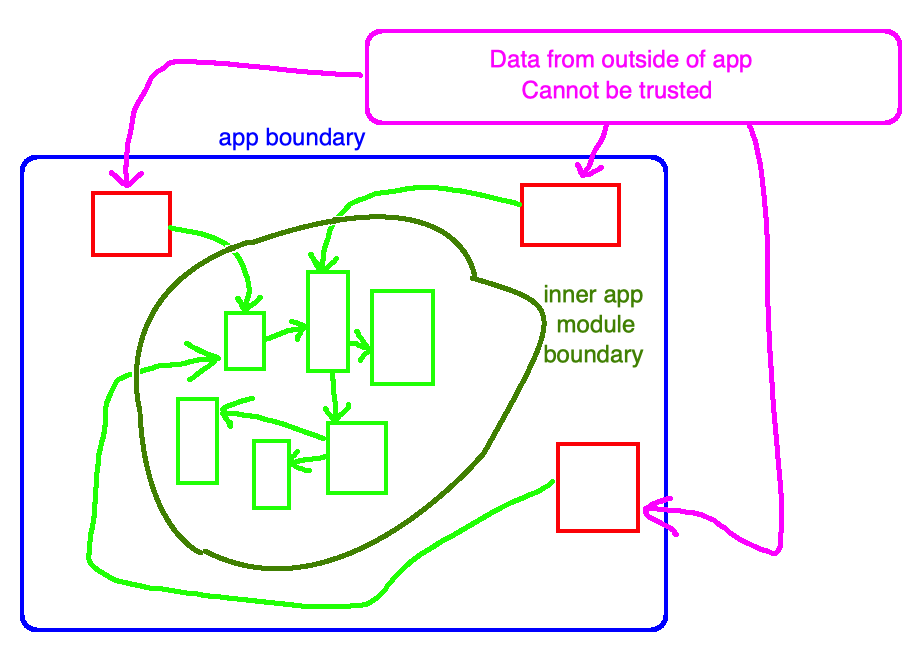 Data from outside of app
Cannot be trusted
app boundary
inner app
module
boundary